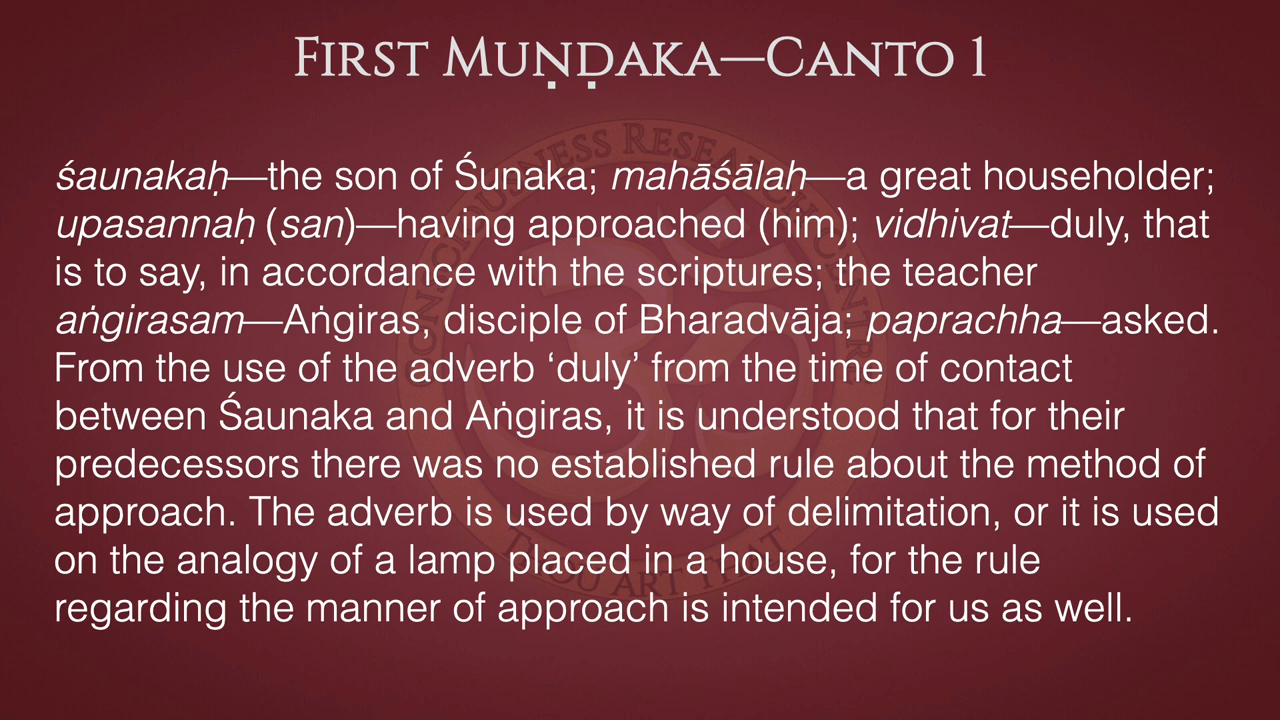 First Muṇḍaka—Canto 1
śaunakaḥ—the son of Śunaka; mahāśālaḥ—a great householder;
upasannaḥ (san)—having approached (him); vidhivat—duly, that
is to say, in accordance with the scriptures; the teacher
aṅgirasam—Aṅgiras, disciple of Bharadvāja; paprachha—asked.
From the use of the adverb ‘duly’ from the time of contact
between Śaunaka and Aṅgiras, it is understood that for their
predecessors there was no established rule about the method of
approach. The adverb is used by way of delimitation, or it is used
on the analogy of a lamp placed in a house, for the rule
regarding the manner of approach is intended for us as well.
THOU ART THAT